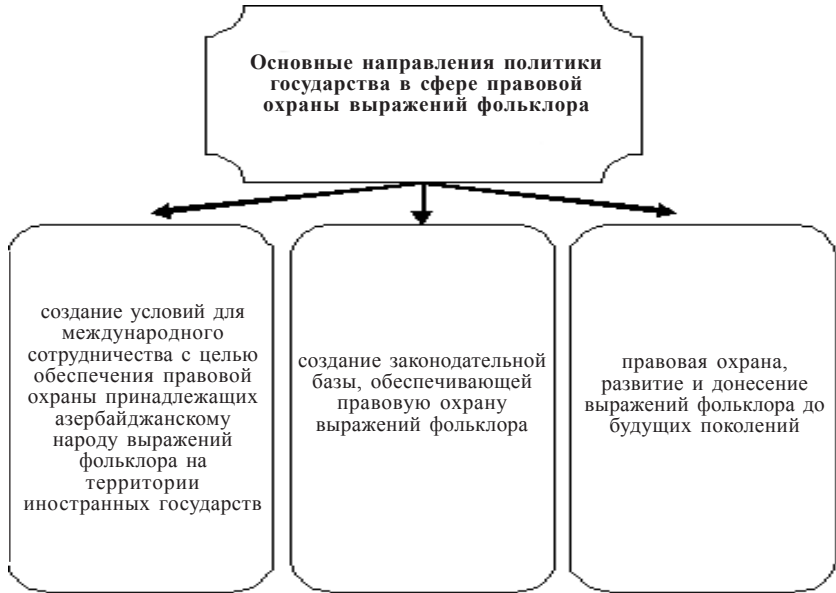 Основные направления политики
государства в сфере правовой
охраны выражений фольклора
создание условий для
международного
сотрудничества с целью
обеспечения правовой
охраны принадлежащих
азербайджанскому
народу выражений
фольклора на
территории
иностранных государств
создание законодательной
базы, обеспечивающей
правовую охрану
выражений фольклора
правовая охрана,
развитие и донесение
выражений фольклора до
будущих поколений